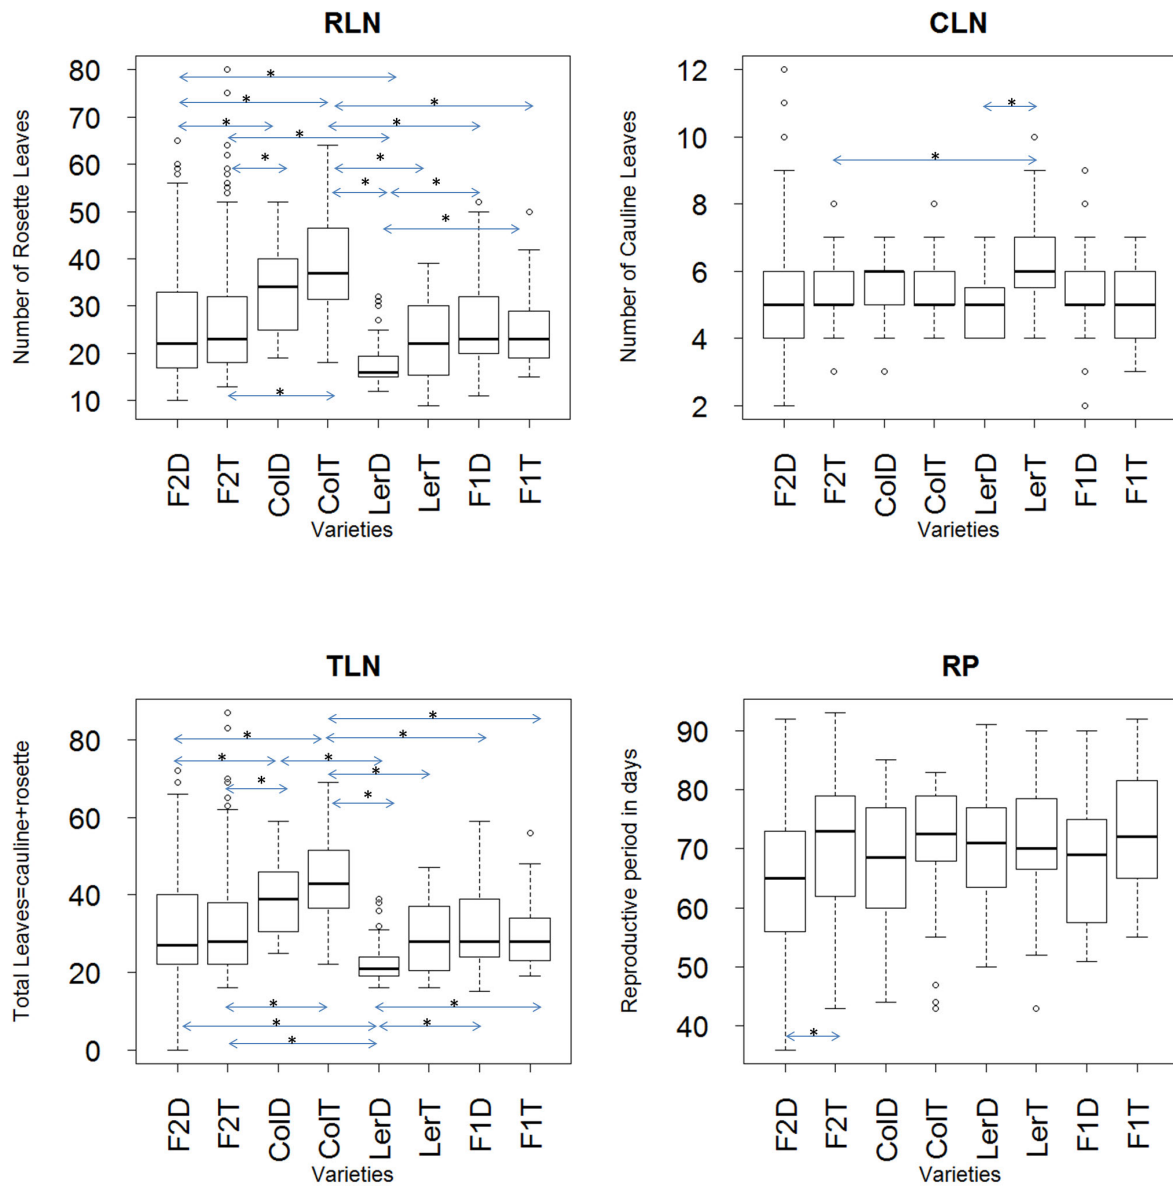 RLN
Number of Rosette Leaves
80
70
60
50
40
30
20
10
* * * * * * * * * * * * *
F2D F2T ColD ColT LerD LerT F1D F1T
Varieties
CLN
Number of Cauline Leaves
12
10
8
6
4
2
* *
F2D F2T ColD ColT LerD LerT F1D F1T
Varieties
TLN
Total Leaves=cauline+rosette
80
60
40
20
0
* * * * * * * * * * * * *
F2D F2T ColD ColT LerD LerT F1D F1T
Varieties
RP
Reproductive period in days
90
80
70
60
50
40
*
F2D F2T ColD ColT LerD LerT F1D F1T
Varieties